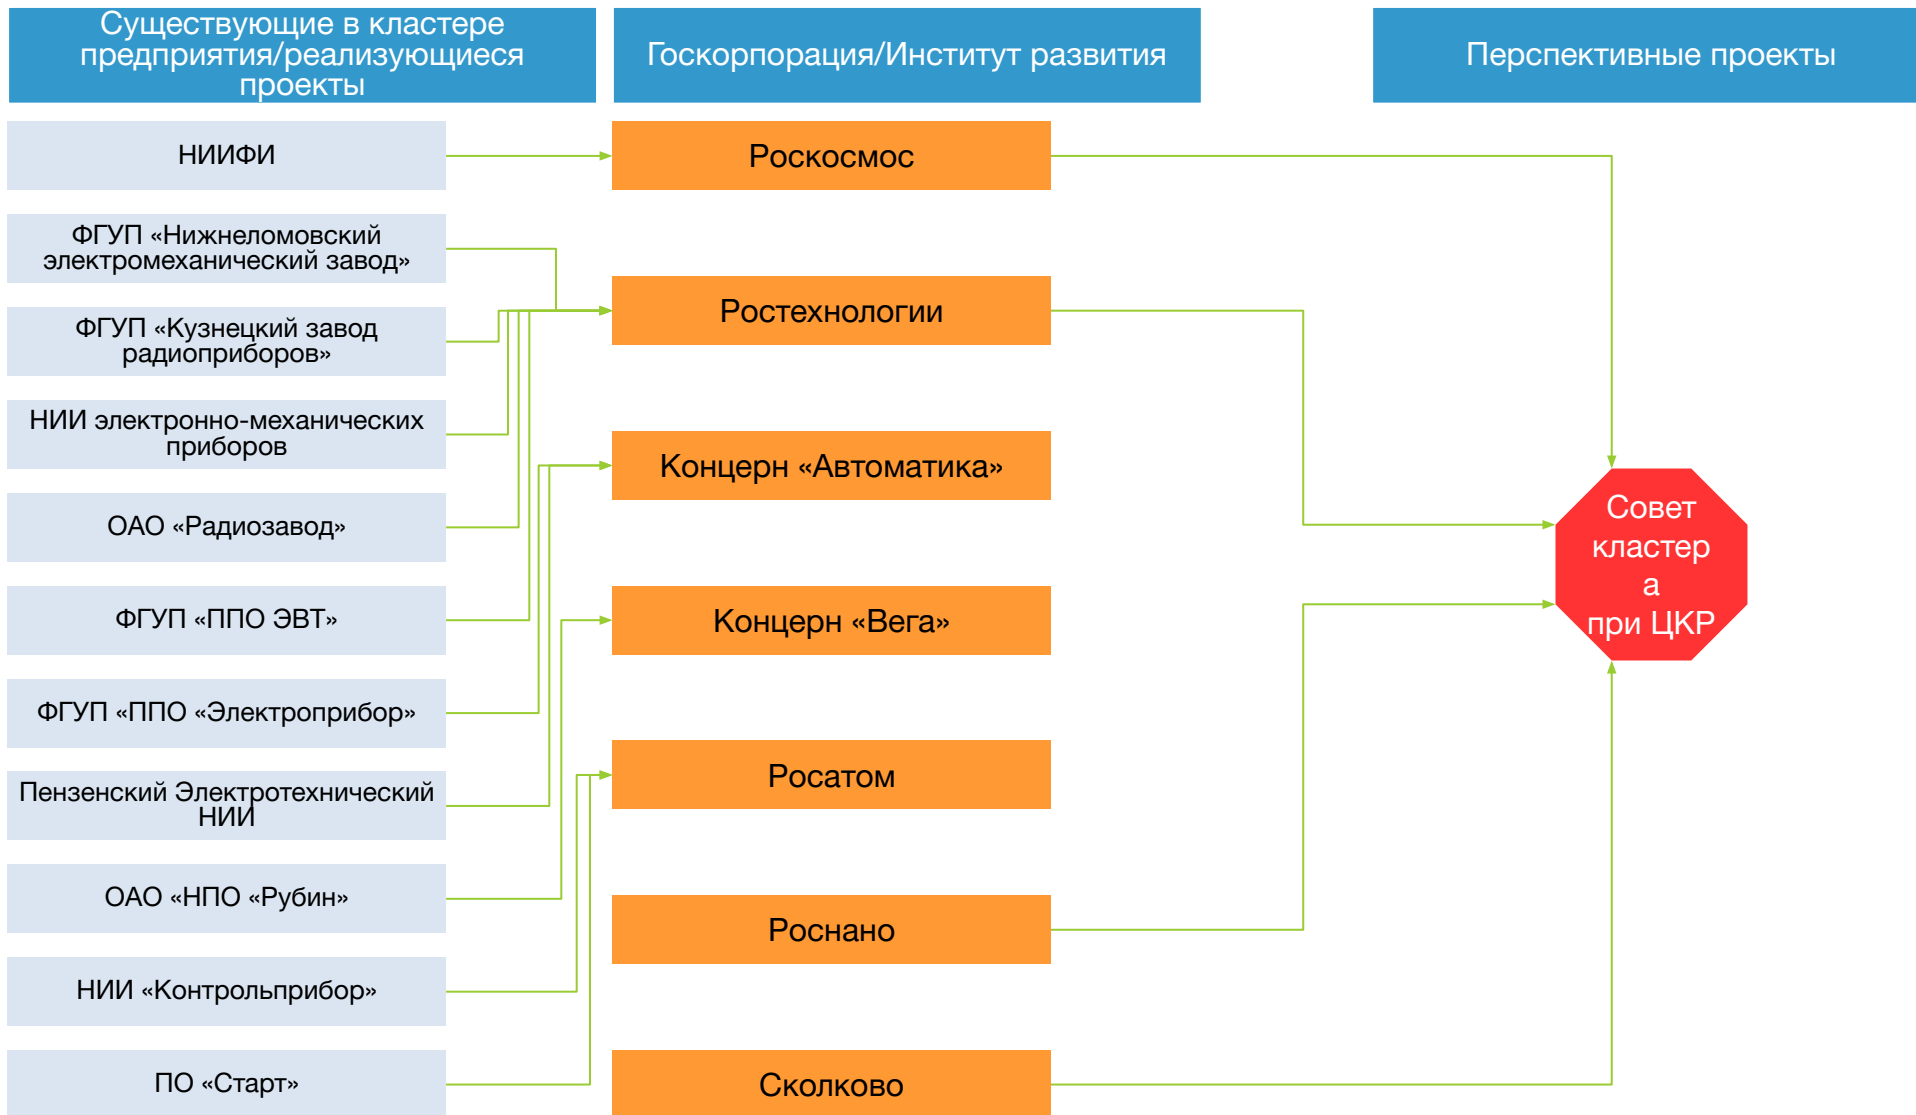 Существующие в кластере
предприятия/реализующиеся
проекты
Госкорпорация/Институт развития
Перспективные проекты
НИИФИ
ФГУП «Нижнеломовский
электромеханический завод»
ФГУП «Кузнецкий завод
радиоприборов»
НИИ электронно-механических
приборов
ОАО «Радиозавод»
ФГУП «ППО ЭВТ»
ФГУП «ППО «Электроприбор»
Пензенский Электротехнический
НИИ
ОАО «НПО «Рубин»
НИИ «Контрольприбор»
ПО «Старт»
Роскосмос
Ростехнологии
Концерн «Автоматика»
Концерн «Вега»
Росатом
Роснано
Сколково
Совет
кластер
а
при ЦКР